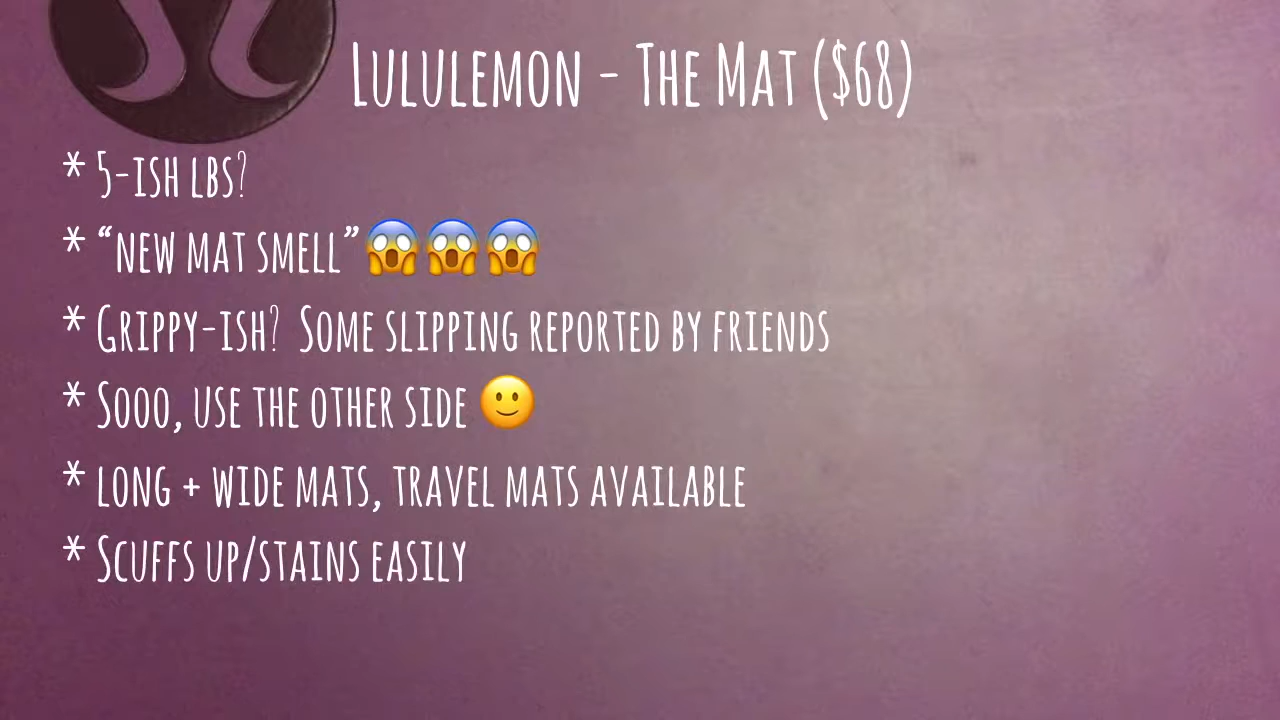 Lululemon - The Mat ($68)
* 5-ish lbs?
* “new mat smell”😱😱😱
* Grippy-ish? Some slipping reported by friends
* Sooo, use the other side 🙂
* long + wide mats, travel mats available
* Scuffs up/stains easily